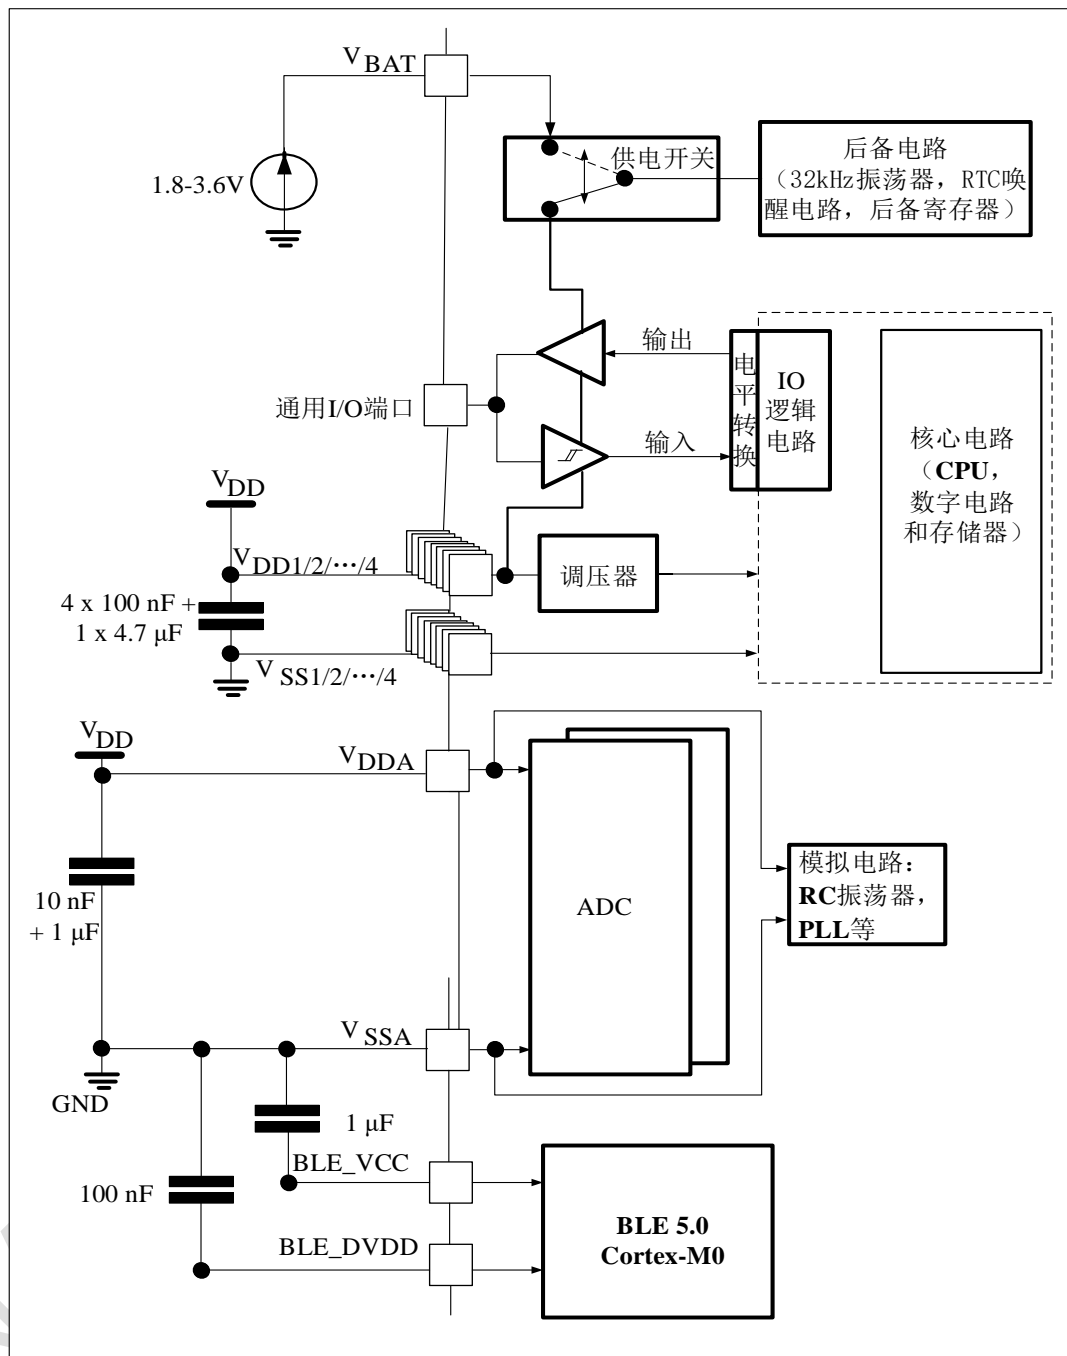 VBAT
1.8-3.6V
供电开关
后备电路
（32kHz振荡器，RTC唤
醒电路，后备寄存器）
输出
电平转换
IO
逻辑
电路
通用I/O端口
输入
核心电路
（CPU，
数字电路
和存储器）
VDD
VDD1/2/…/4
调压器
4 x 100 nF +
1 x 4.7 μF
VSS1/2/…/4
VDD
VDDA
ADC
模拟电路：
RC振荡器，
PLL等
10 nF
+ 1 μF
VSSA
GND
1 μF
BLE_VCC
100 nF
BLE_DVDD
BLE 5.0
Cortex-M0